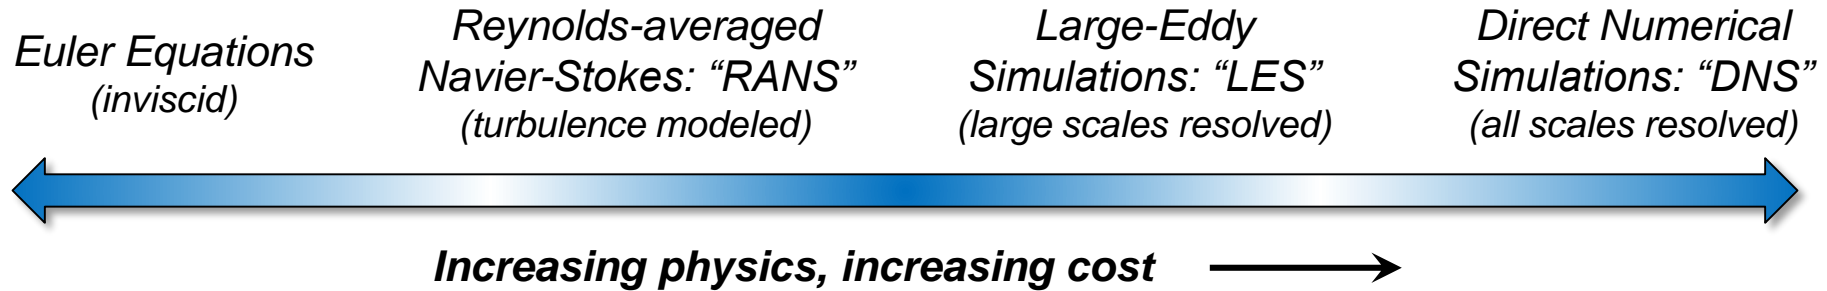 Euler Equations
(inviscid)
Reynolds-averaged
Navier-Stokes: “RANS”
(turbulence modeled)
Large-Eddy
Simulations: “LES”
(large scales resolved)
Direct Numerical
Simulations: “DNS”
(all scales resolved)
Increasing physics, increasing cost